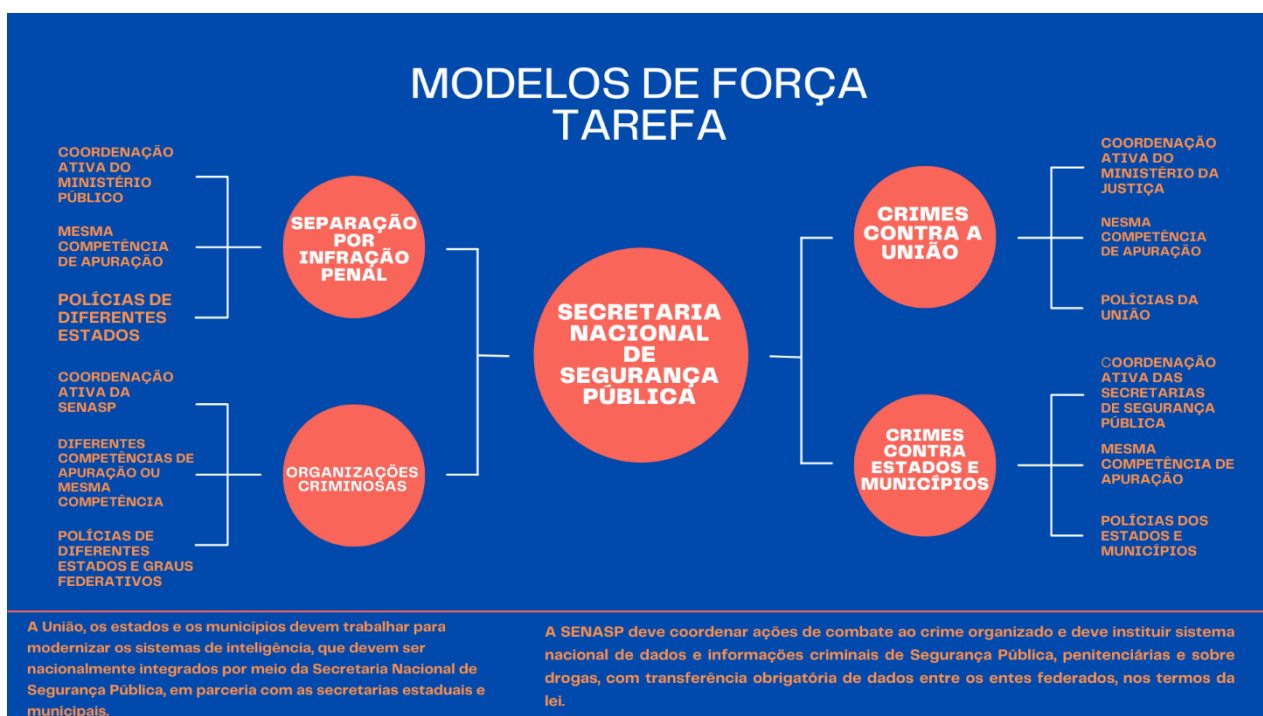 MODELOS DE FORÇA
TAREFA
COORDENAÇÃO
ATIVA DO
MINISTÉRIO
PÚBLICO
MESMA
COMPETÊNCIA
DE APURAÇÃO
POLÍCIAS DE
DIFERENTES
ESTADOS
SEPARAÇÃO
POR
INFRAÇÃO
PENAL
COORDENAÇÃO
ATIVA DA
SENASP
DIFERENTES
COMPETÊNCIAS DE
APURAÇÃO OU
MESMA
COMPETÊNCIA
POLÍCIAS DE
DIFERENTES
ESTADOS E GRAUS
FEDERATIVOS
ORGANIZAÇÕES
CRIMINOSAS
SECRETARIA
NACIONAL
DE
SEGURANÇA
PÚBLICA
CRIMES
CONTRA A
UNIÃO
COORDENAÇÃO
ATIVA DO
MINISTÉRIO DA
JUSTIÇA
NESMA
COMPETÊNCIA
DE APURAÇÃO
POLÍCIAS DA
UNIÃO
CRIMES
CONTRA
ESTADOS E
MUNICÍPIOS
COORDENAÇÃO
ATIVA DAS
SECRETARIAS
DE SEGURANÇA
PÚBLICA
MESMA
COMPETÊNCIA DE
APURAÇÃO
POLÍCIAS DOS
ESTADOS E
MUNICÍPIOS
A União, os estados e os municípios devem trabalhar para
modernizar os sistemas de inteligência, que devem ser
nacionalmente integrados por meio da Secretaria Nacional de
Segurança Pública, em parceria com as secretarias estaduais e
municipais.
A SENASP deve coordenar ações de combate ao crime organizado e deve instituir sistema
nacional de dados e informações criminais de Segurança Pública, penitenciárias e sobre
drogas, com transferência obrigatória de dados entre os entes federados, nos termos da
lei.